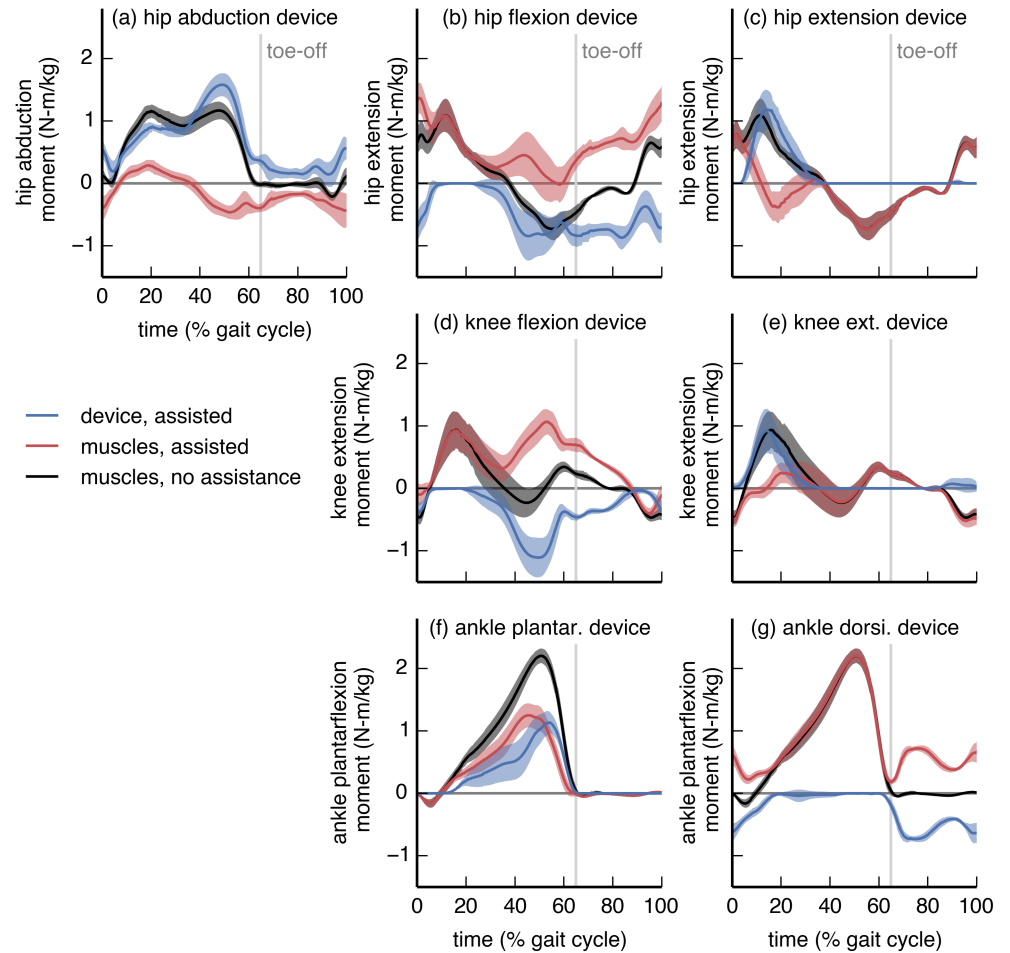 (a) hip abduction device
(b) hip flexion device
(c) hip extension device
toe-off
toe-off
toe-off
hip abduction
moment (N-m/kg)
2
1
0
−1
hip extension
moment (N-m/kg)
hip extension
moment (N-m/kg)
0 20 40 60 80 100
time (% gait cycle)
(d) knee flexion device
(e) knee ext. device
knee extension
moment (N-m/kg)
2
1
0
−1
knee extension
moment (N-m/kg)
device, assisted
muscles, assisted
muscles, no assistance
(f) ankle plantar. device
(g) ankle dorsi. device
ankle plantarflexion
moment (N-m/kg)
2
1
0
−1
ankle plantarflexion
moment (N-m/kg)
0 20 40 60 80 100
0 20 40 60 80 100
time (% gait cycle)
time (% gait cycle)